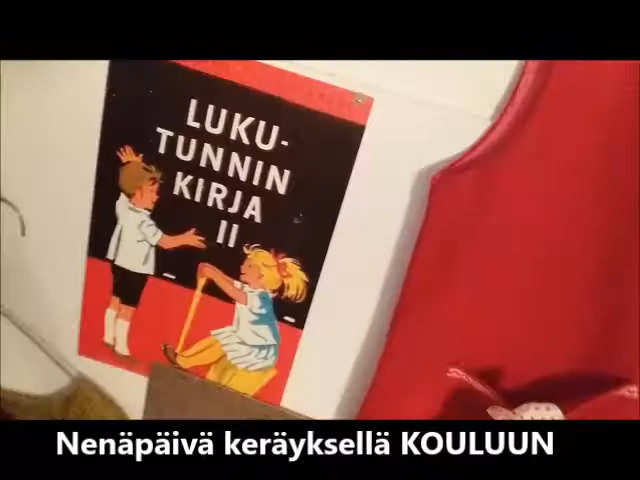 LUKU-
TUNNIN
KIRJA
II
Nenäpäivä keräyksellä KOULUUN